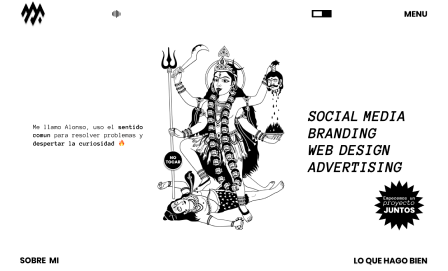 MENU
Me llamo Alonso, uso el sentido
comun para resolver problemas y
despertar la curiosidad 🔥
NO
TOCAR
SOCIAL MEDIA
BRANDING
WEB DESIGN
ADVERTISING
Empecemos un
proyecto
JUNTOS
SOBRE MI
LO QUE HAGO BIEN